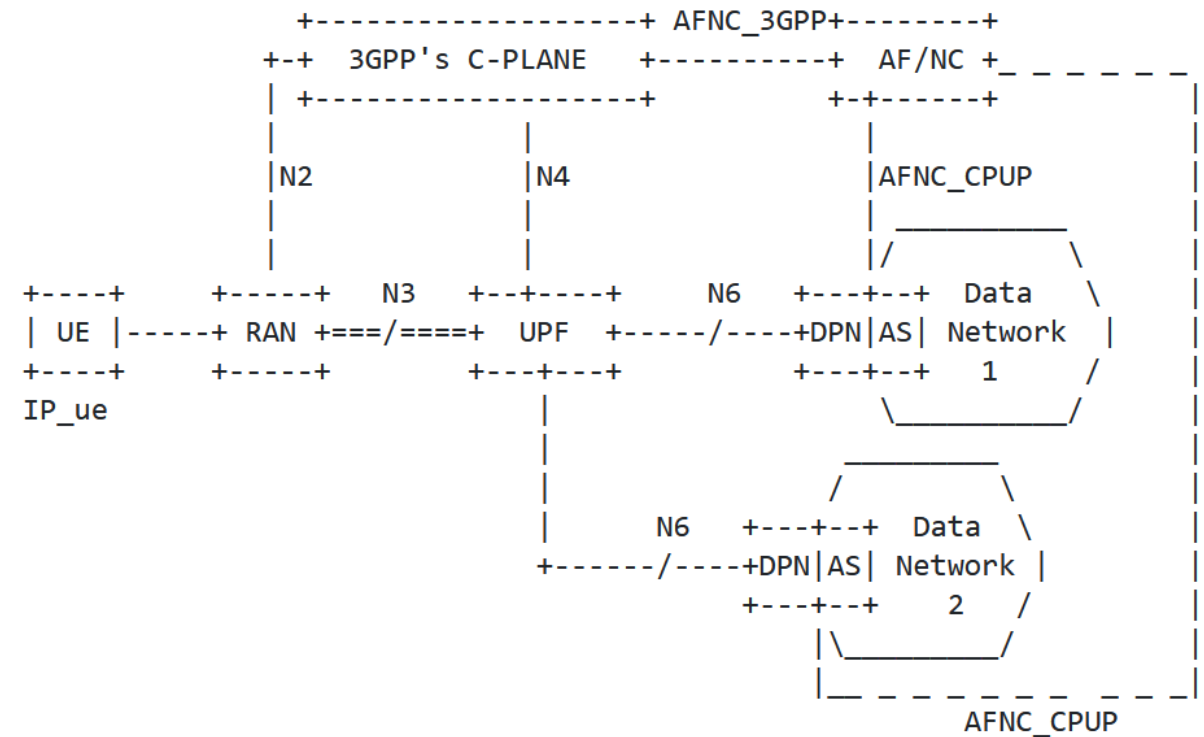 AFNC_3GPP
3GPP's C-PLANE AF/NC
N2 N4 AFNC_CPUP
N3 N6 Data
UE RAN UPF DPN AS Network
1
IP_ue
N6 Data
DPN AS Network
2
AFNC_CPUP